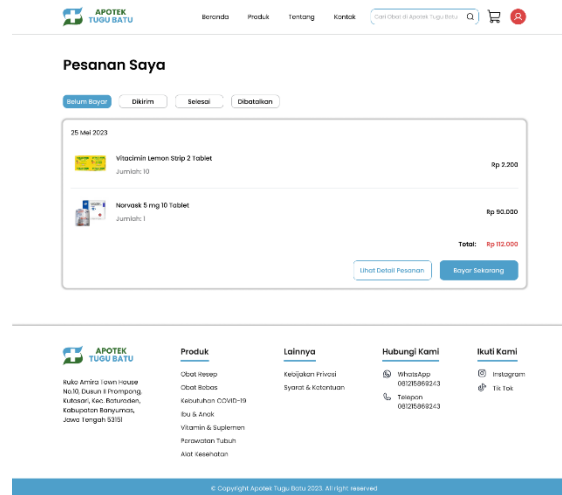 APOTEK
TUGU BATU
Beranda Produk Tentang Kontak Cari Obat di Apotek Tugu Batu
Pesanan Saya
Belum Bayar Dikirim Selesai Dibatalkan
25 Mei 2023
Vitacimin Lemon Strip 2 Tablet
Jumlah: 10
Rp 2.200
Norvask 5 mg 10 Tablet
Jumlah: 1
Rp 90.000
Total: Rp 112.000
Lihat Detail Pesanan Bayar Sekarang
APOTEK
TUGU BATU
Ruko Amira Town House
No.10, Dusun II Prompong,
Kutasari, Kec. Baturaden,
Kabupaten Banyumas,
Jawa Tengah 53151
Produk
Obat Resep
Obat Bebas
Kebutuhan COVID-19
Ibu & Anak
Vitamin & Suplemen
Perawatan Tubuh
Alat Kesehatan
Lainnya
Kebijakan Privasi
Syarat & Ketentuan
Hubungi Kami
WhatsApp
081215869243
Telepon
081215869243
Ikuti Kami
Instagram
Tik Tok
© Copyright Apotek Tugu Batu 2023. All right reserved